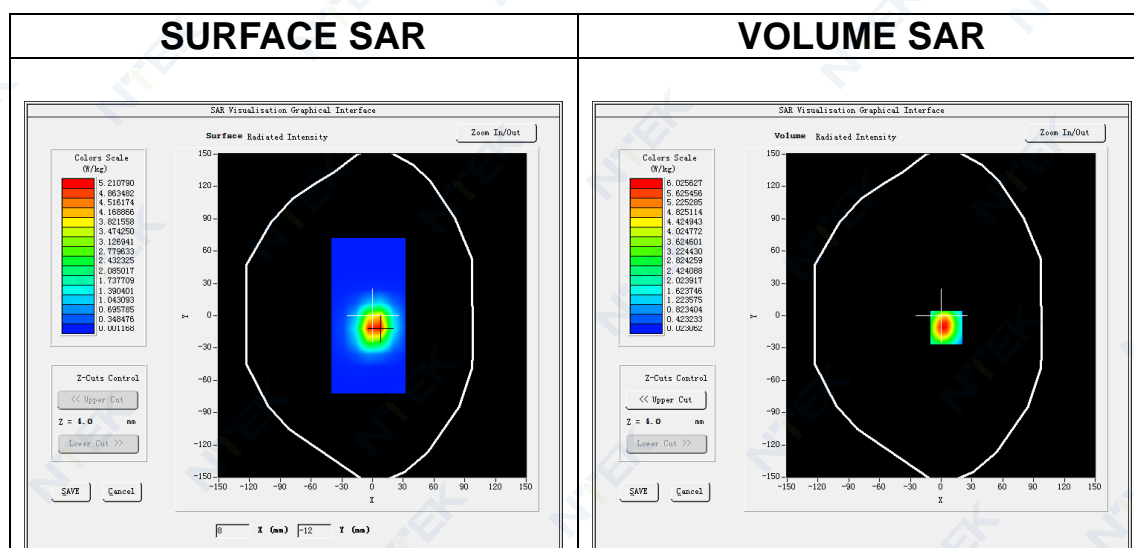 SURFACE SAR
VOLUME SAR
SAR Visualisation Graphical Interface
Surface Radiated Intensity
Zoom In/Out
Colors Scale
(W/kg)
5.210790
4.863482
4.516174
4.168866
3.821558
3.474250
3.126941
2.779633
2.432325
2.085017
1.737709
1.390401
1.043093
0.695785
0.348476
0.001168
150
120
90
60
30
0
-30
-60
-90
-120
-150
Y
-150 -120 -90 -60 -30 0 30 60 90 120 150
X
Z-Cuts Control
<< Upper Cut
Z = 4.0 mm
Lower Cut >>
SAVE
Cancel
8 X (mm) -12 Y (mm)
SAR Visualisation Graphical Interface
Volume Radiated Intensity
Zoom In/Out
Colors Scale
(W/kg)
6.025627
5.625456
5.225285
4.825114
4.424943
4.024772
3.624601
3.224430
2.824259
2.424088
2.023917
1.623746
1.223575
0.823404
0.423233
0.023062
150
120
90
60
30
0
-30
-60
-90
-120
-150
Y
-150 -120 -90 -60 -30 0 30 60 90 120 150
X
Z-Cuts Control
<< Upper Cut
Z = 4.0 mm
Lower Cut >>
SAVE
Cancel
NTEK